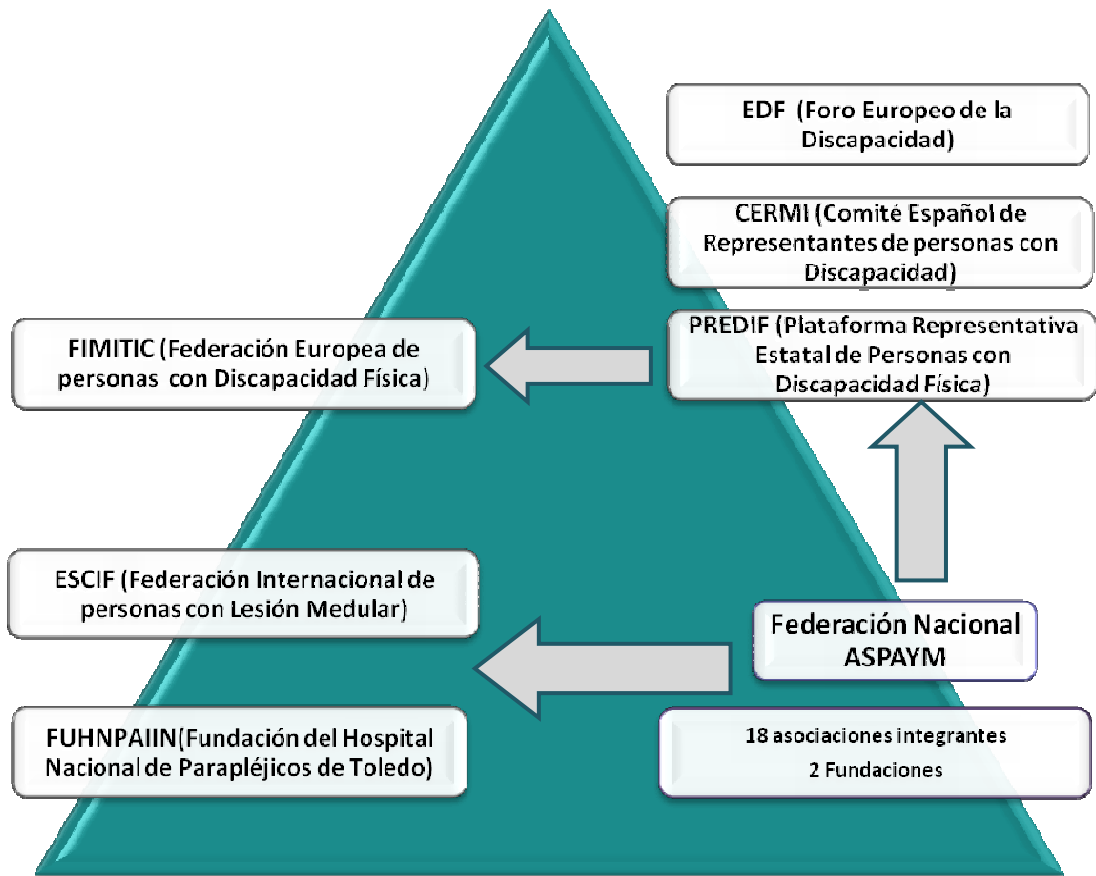 EDF (Foro Europeo de la
Discapacidad)
CERMI (Comité Español de
Representantes de personas con
Discapacidad)
PREDIF (Plataforma Representativa
Estatal de Personas con
Discapacidad Física)
FIMITIC (Federación Europea de
personas con Discapacidad Física)
ESCIF (Federación Internacional de
personas con Lesión Medular)
Federación Nacional
ASPAYM
FUHNPAIIN(Fundación del Hospital
Nacional de Parapléjicos de Toledo)
18 asociaciones integrantes
2 Fundaciones